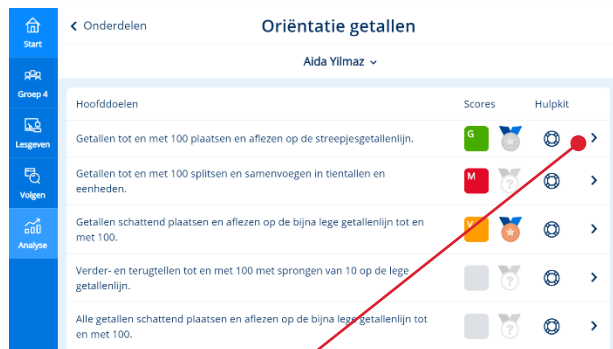 Start
Groep 4
Lesgeven
Volgen
Analyse
Onderdelen
Oriëntatie getallen
Aida Yilmaz
Hoofddoelen Scores Hulpkit
Getallen tot en met 100 plaatsen en aflezen op de streepjesgetallenlijn. G
Getallen tot en met 100 splitsen en samenvoegen in tientallen en M ?
eenheden.
Getallen schattend plaatsen en aflezen op de bijna lege getallenlijn tot en
met 100.
Verder- en terugtellen tot en met 100 met sprongen van 10 op de lege
getallenlijn. ?
Alle getallen schattend plaatsen en aflezen op de bijna lege getallenlijn tot
en met 100. ?